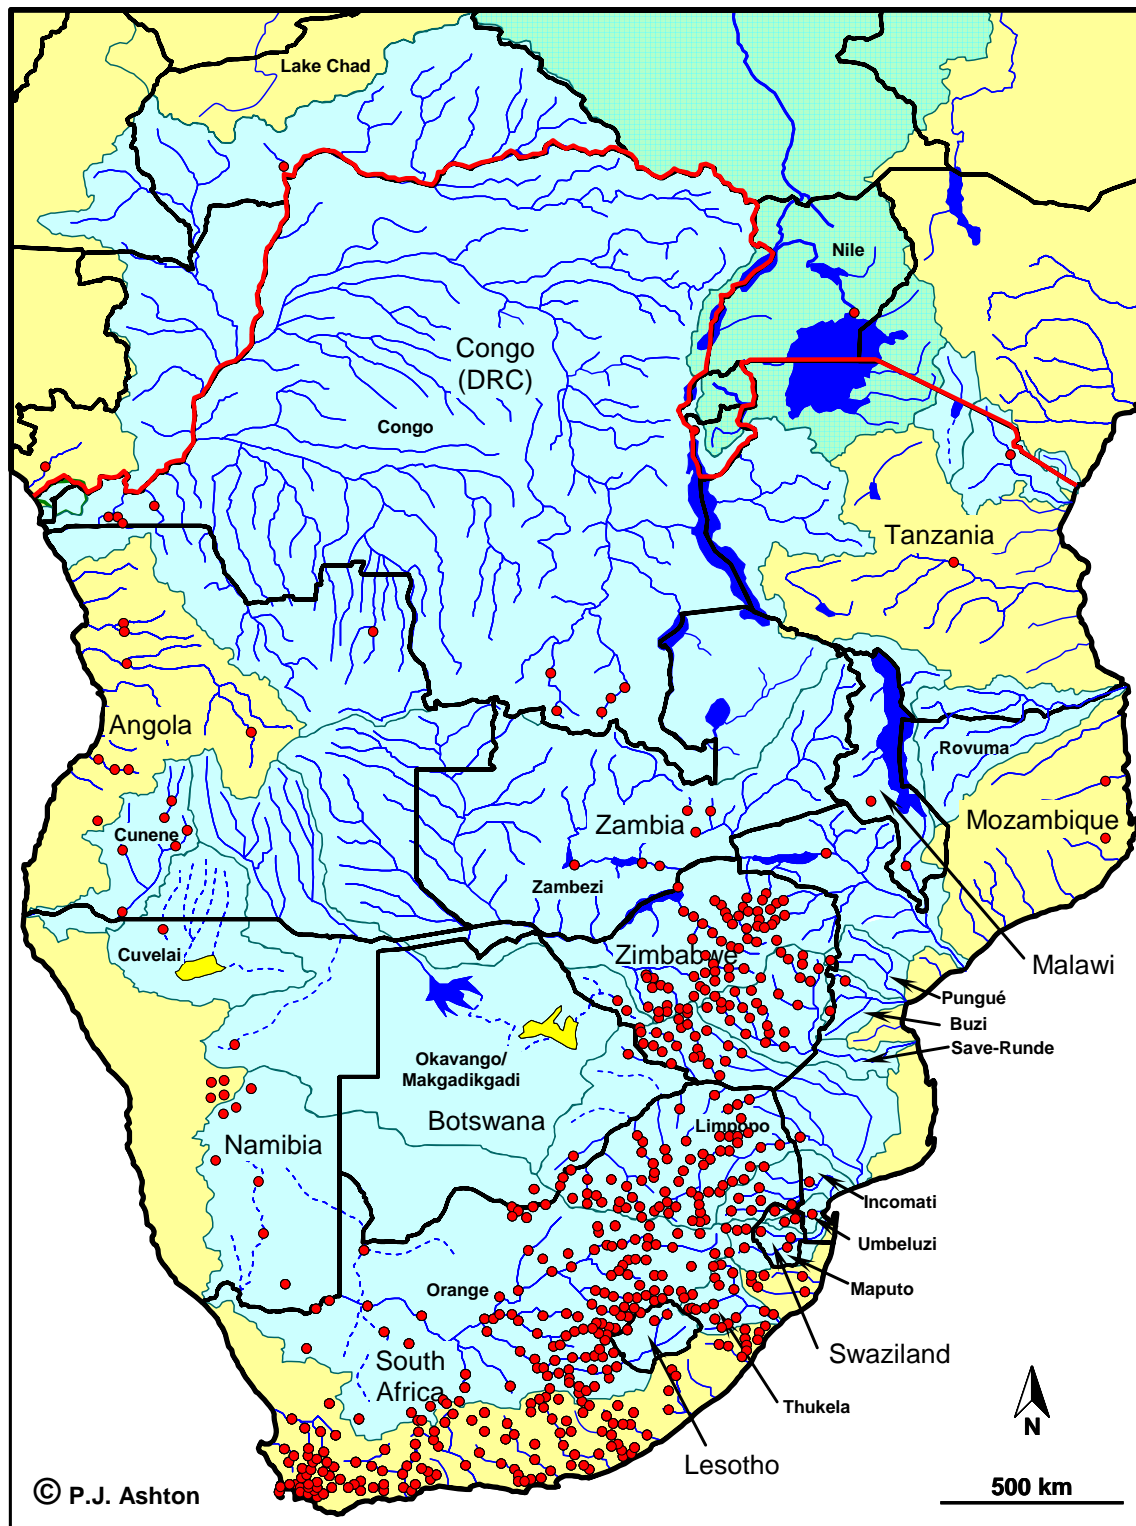 Lake Chad
Nile
Congo
(DRC)
Congo
Tanzania
Angola
Rovuma
Zambia
Mozambique
Cunene
Zambezi
Zimbabwe
Cuvelai
Malawi
Pungué
Buzi
Save-Runde
Okavango/
Makgadikgadi
Botswana
Limpopo
Namibia
Incomati
Umbeluzi
Maputo
Orange
Swaziland
South
Africa
Thukela
N
Lesotho
500 km
© P.J. Ashton